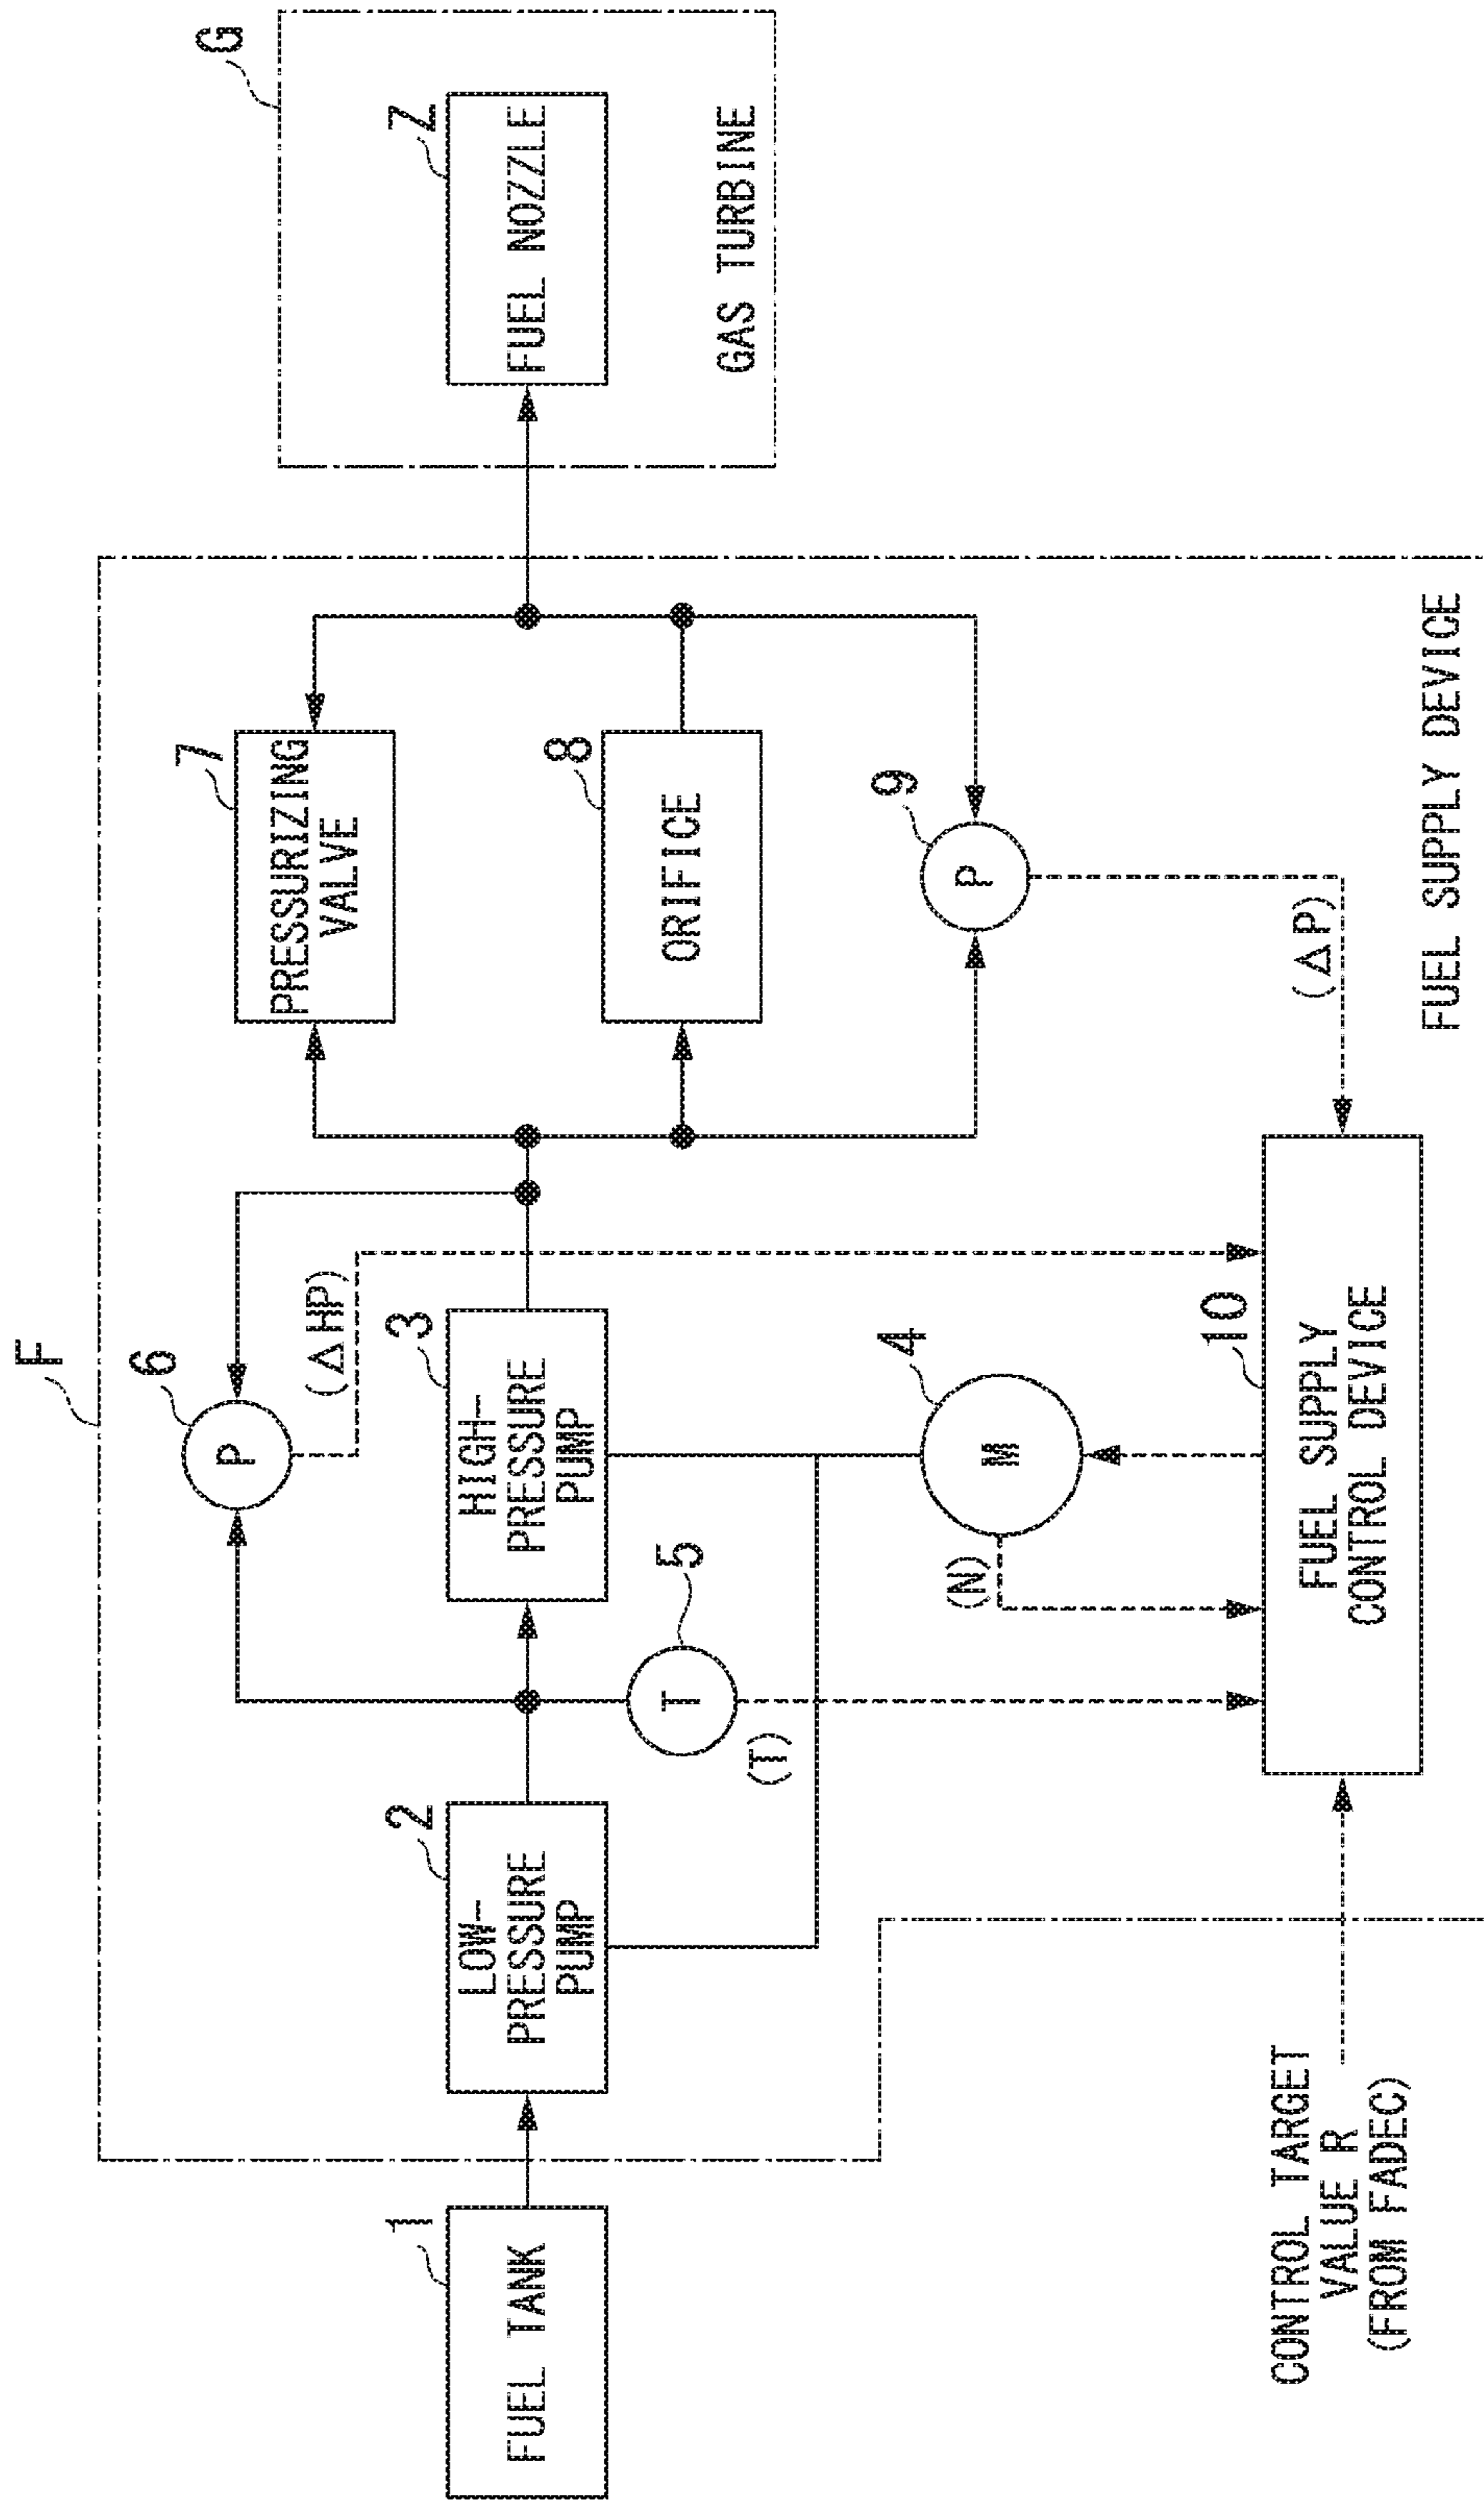 F
G
6
P
(ΔHP)
7
PRESSURIZING
VALVE
1
FUEL TANK
2
LOW-
PRESSURE
PUMP
3
HIGH-
PRESSURE
PUMP
Z
FUEL NOZZLE
5
T
(T)
8
ORIFICE
GAS TURBINE
4
M
(N)
9
P
(ΔP)
10
FUEL SUPPLY
CONTROL DEVICE
CONTROL TARGET
VALUE R
(FROM FADEC)
FUEL SUPPLY DEVICE